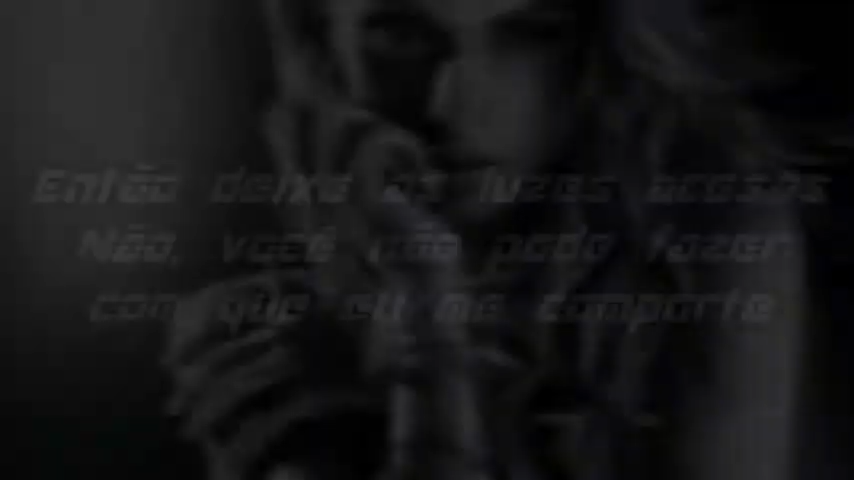 Então deixe as luzes acesas
Não, você não pode fazer
com que eu me comporte